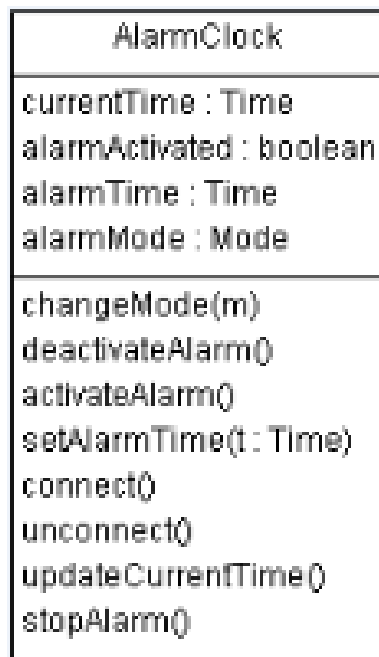 AlarmClock
currentTime : Time
alarmActivated : boolean
alarmTime : Time
alarmMode : Mode
changeMode(m)
deactivateAlarm()
activateAlarm()
setAlarmTime(t : Time)
connect()
unconnect()
updateCurrentTime()
stopAlarm()